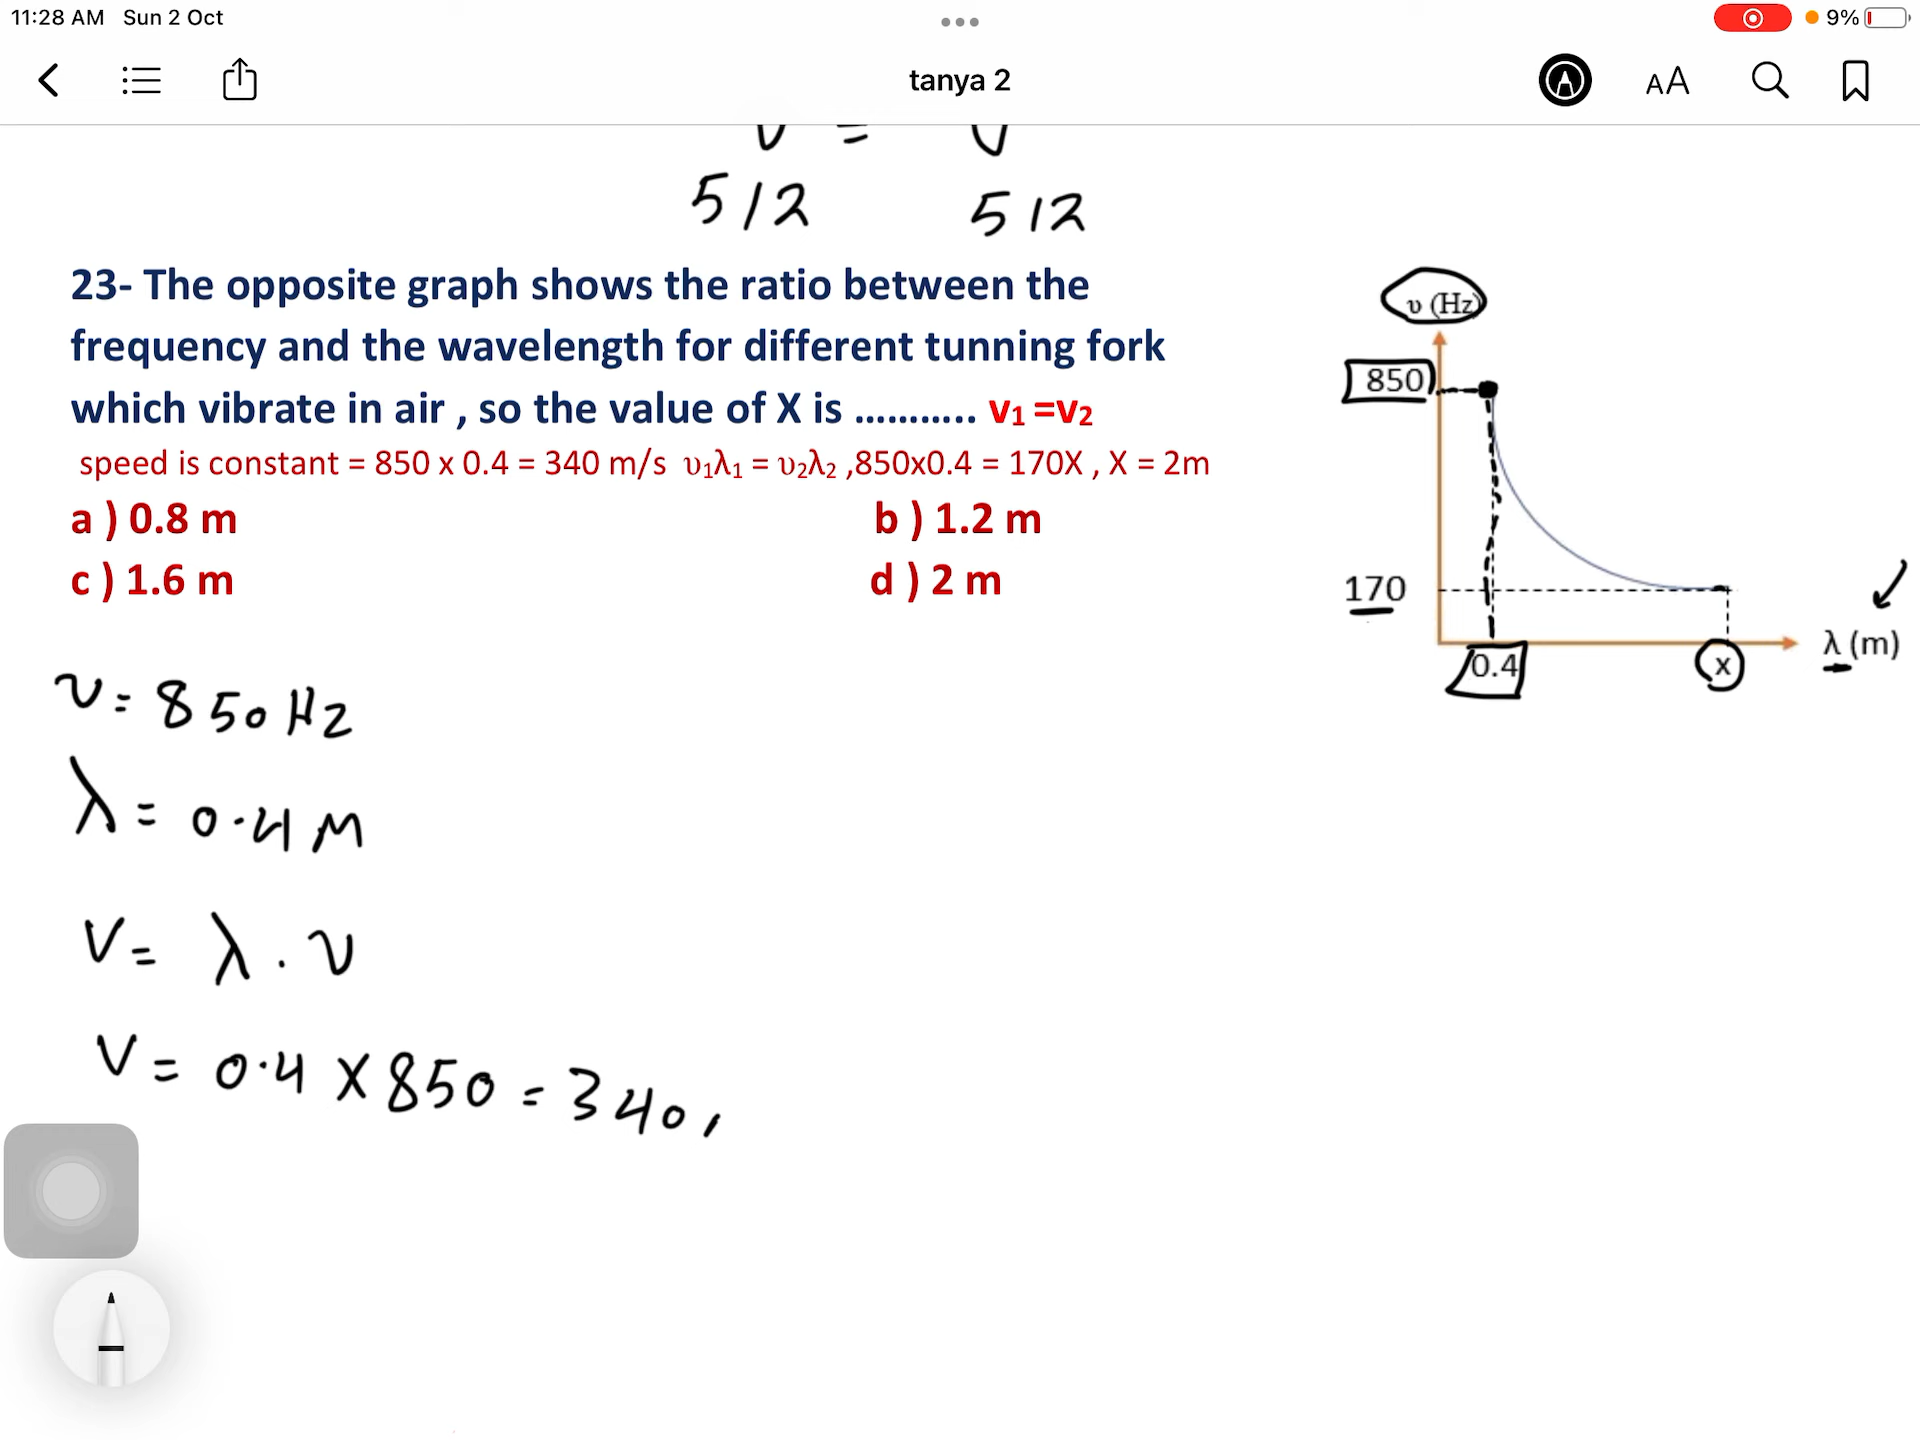 11:28 AM Sun 2 Oct
9%
tanya 2
AA
υ = υ
512 512
23- The opposite graph shows the ratio between the
frequency and the wavelength for different tunning fork
which vibrate in air , so the value of X is ........... v₁ =v₂
speed is constant = 850 x 0.4 = 340 m/s υ₁λ₁ = υ₂λ₂ ,850x0.4 = 170X , X = 2m
a ) 0.8 m b ) 1.2 m
c ) 1.6 m d ) 2 m
υ (Hz)
850
170
0.4 x λ (m)
υ = 850 Hz
λ = 0.4 M
V = λ . υ
V = 0.4 X 850 = 340